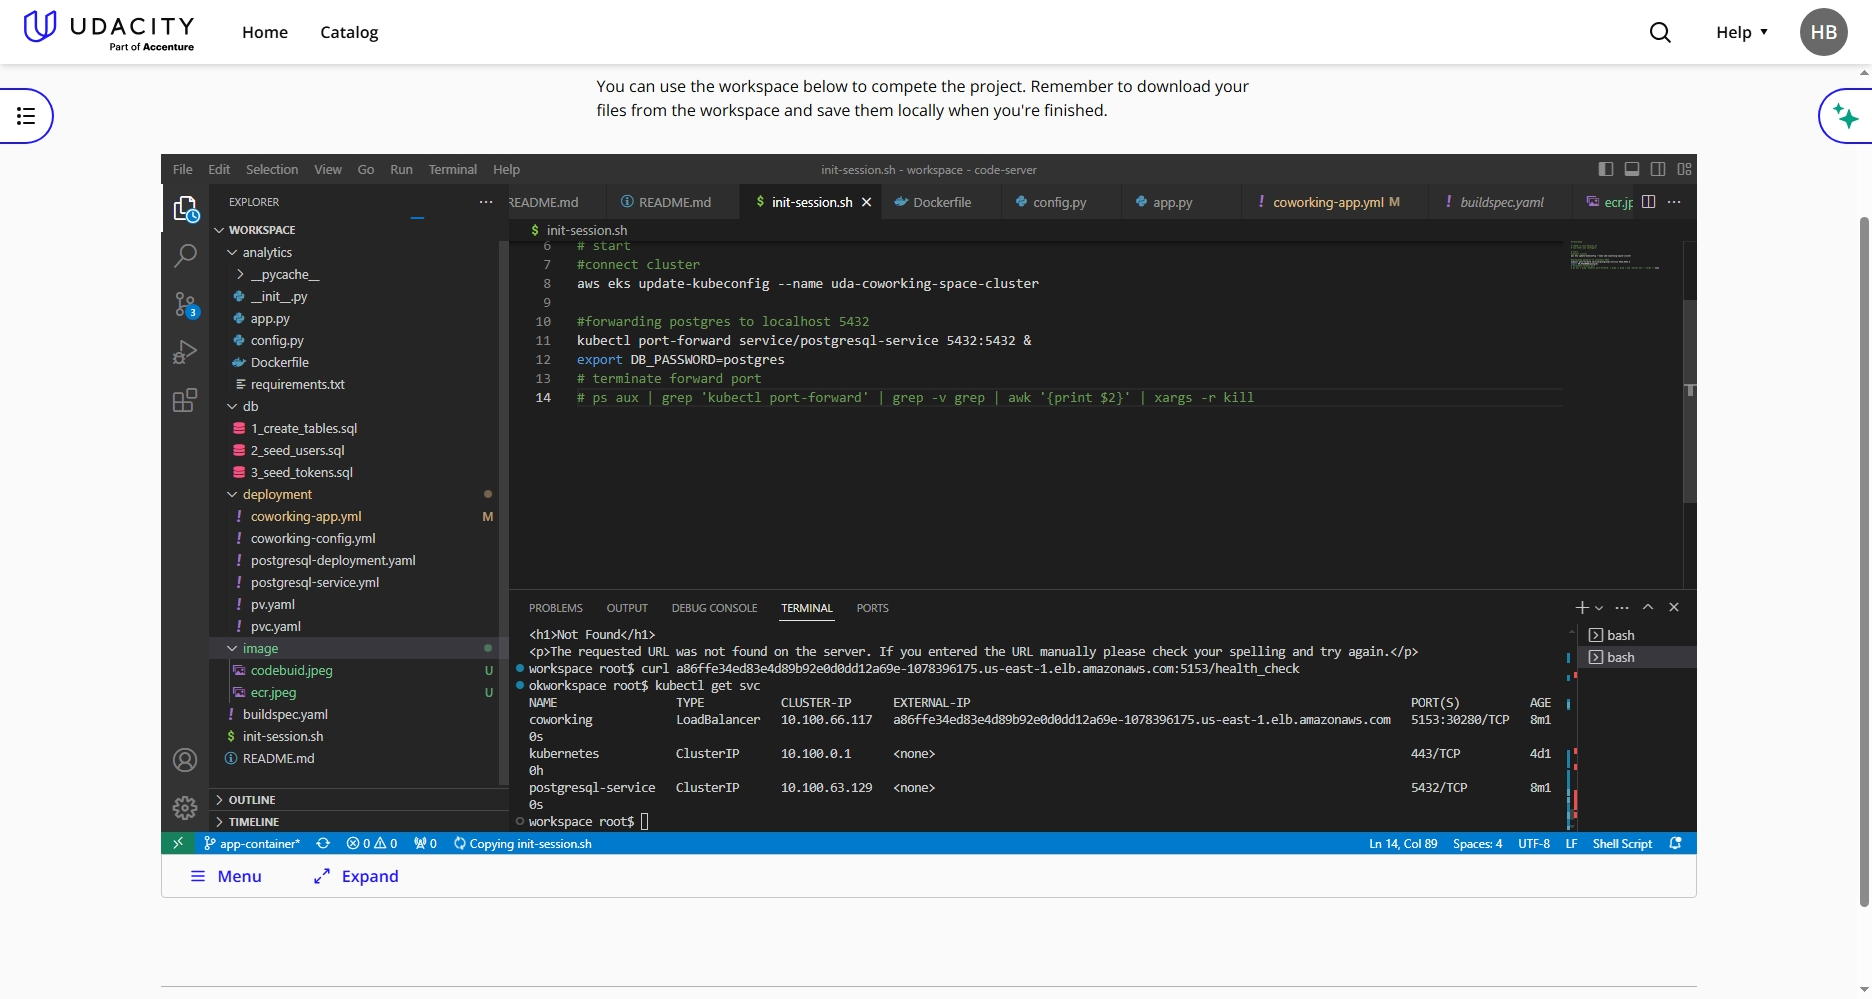 UDACITY
Part of Accenture
Home
Catalog
Help
HB
You can use the workspace below to compete the project. Remember to download your
files from the workspace and save them locally when you're finished.
File Edit Selection View Go Run Terminal Help
init-session.sh - workspace - code-server
EXPLORER
README.md
README.md
$ init-session.sh
Dockerfile
config.py
app.py
! coworking-app.yml M
! buildspec.yaml
ecr.jp
WORKSPACE
analytics
__pycache__
__init__.py
app.py
config.py
Dockerfile
requirements.txt
db
1_create_tables.sql
2_seed_users.sql
3_seed_tokens.sql
deployment
! coworking-app.yml M
! coworking-config.yml
! postgresql-deployment.yaml
! postgresql-service.yml
! pv.yaml
! pvc.yaml
image
codebuid.jpeg U
ecr.jpeg U
! buildspec.yaml
$ init-session.sh
README.md
OUTLINE
TIMELINE
3
$ init-session.sh
6 # start
7 #connect cluster
8 aws eks update-kubeconfig --name uda-coworking-space-cluster
9
10 #forwarding postgres to localhost 5432
11 kubectl port-forward service/postgresql-service 5432:5432 &
12 export DB_PASSWORD=postgres
13 # terminate forward port
14 # ps aux | grep 'kubectl port-forward' | grep -v grep | awk '{print $2}' | xargs -r kill
PROBLEMS OUTPUT DEBUG CONSOLE TERMINAL PORTS
<h1>Not Found</h1>
<p>The requested URL was not found on the server. If you entered the URL manually please check your spelling and try again.</p>
workspace root$ curl a86ffe34ed83e4d89b92e0d0dd12a69e-1078396175.us-east-1.elb.amazonaws.com:5153/health_check
okworkspace root$ kubectl get svc
NAME TYPE CLUSTER-IP EXTERNAL-IP PORT(S) AGE
coworking LoadBalancer 10.100.66.117 a86ffe34ed83e4d89b92e0d0dd12a69e-1078396175.us-east-1.elb.amazonaws.com 5153:30280/TCP 8m1
0s
kubernetes ClusterIP 10.100.0.1 <none> 443/TCP 4d1
0h
postgresql-service ClusterIP 10.100.63.129 <none> 5432/TCP 8m1
0s
workspace root$
bash
bash
app-container* 0 0 0 Copying init-session.sh
Ln 14, Col 89 Spaces: 4 UTF-8 LF Shell Script
Menu
Expand